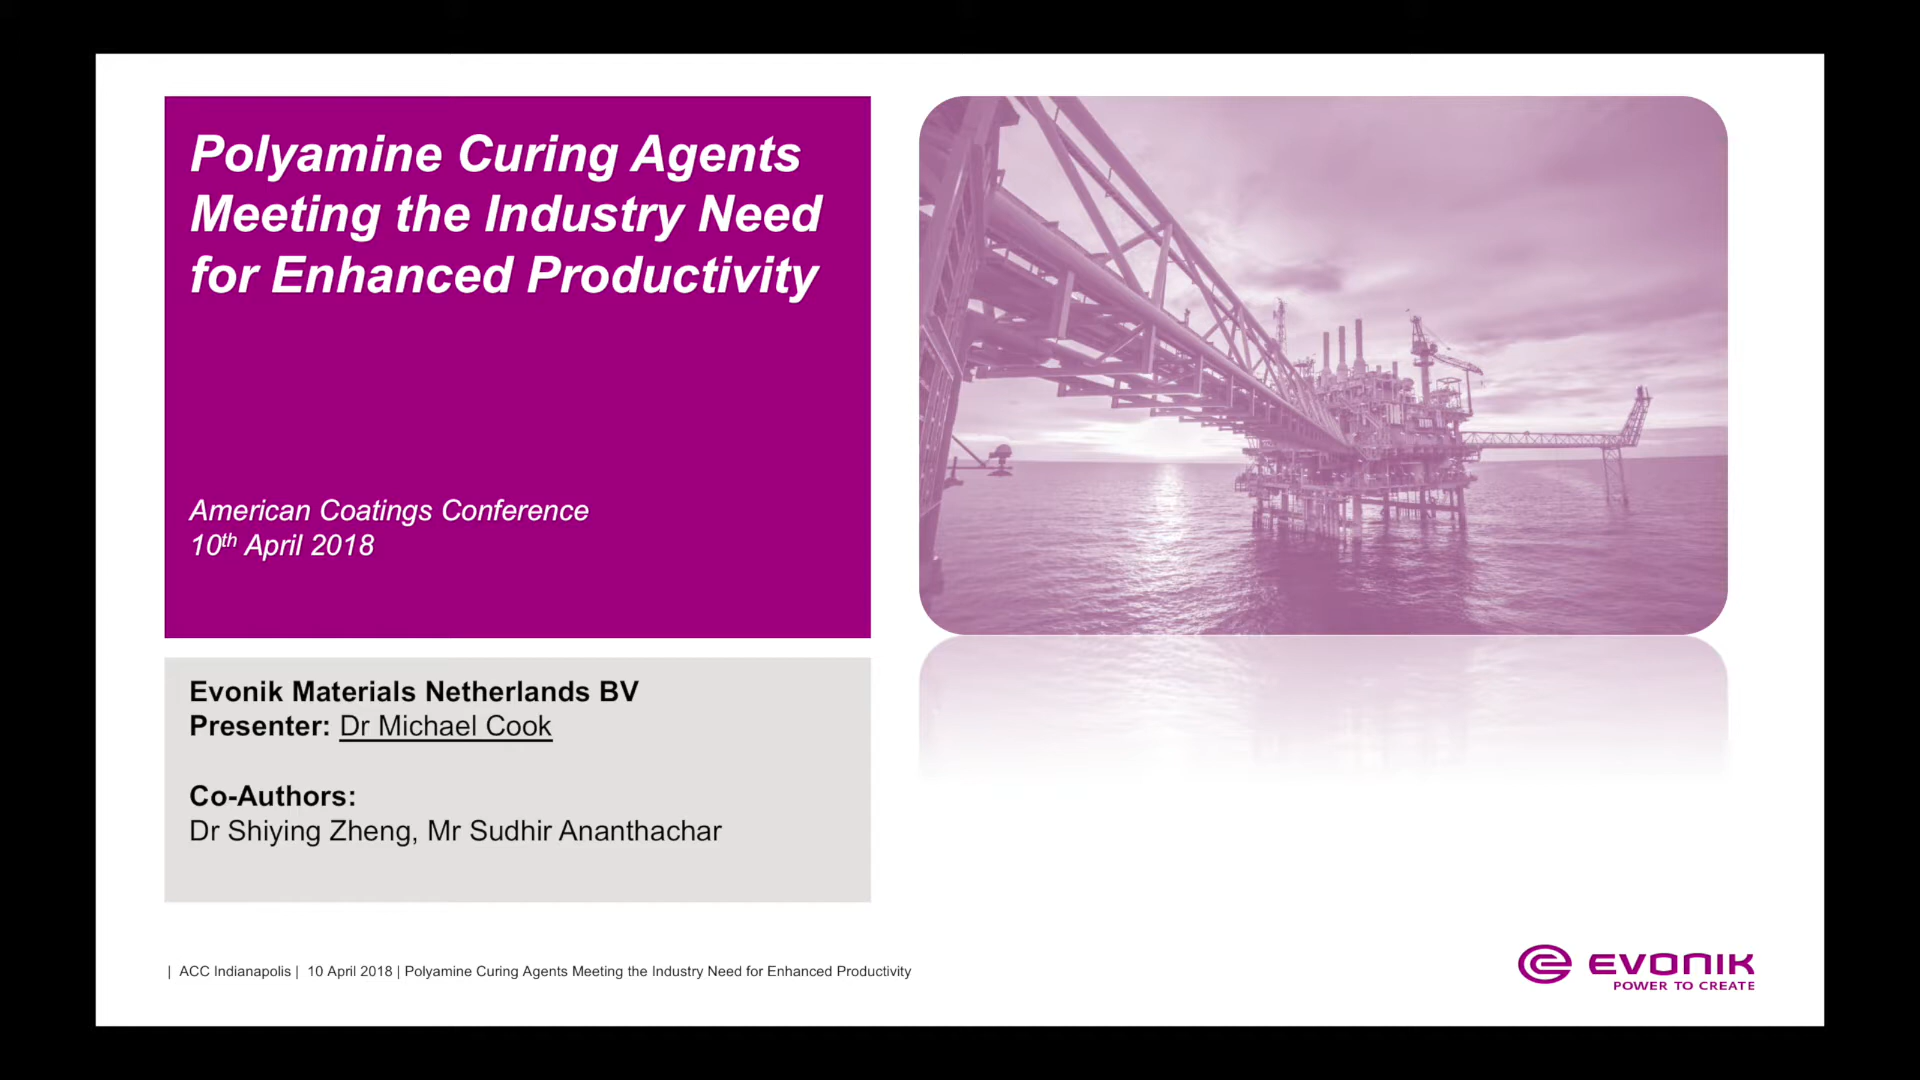 Polyamine Curing Agents
Meeting the Industry Need
for Enhanced Productivity
American Coatings Conference
10th April 2018
Evonik Materials Netherlands BV
Presenter: Dr Michael Cook
Co-Authors:
Dr Shiying Zheng, Mr Sudhir Ananthachar
| ACC Indianapolis | 10 April 2018 | Polyamine Curing Agents Meeting the Industry Need for Enhanced Productivity
EVONIK
POWER TO CREATE